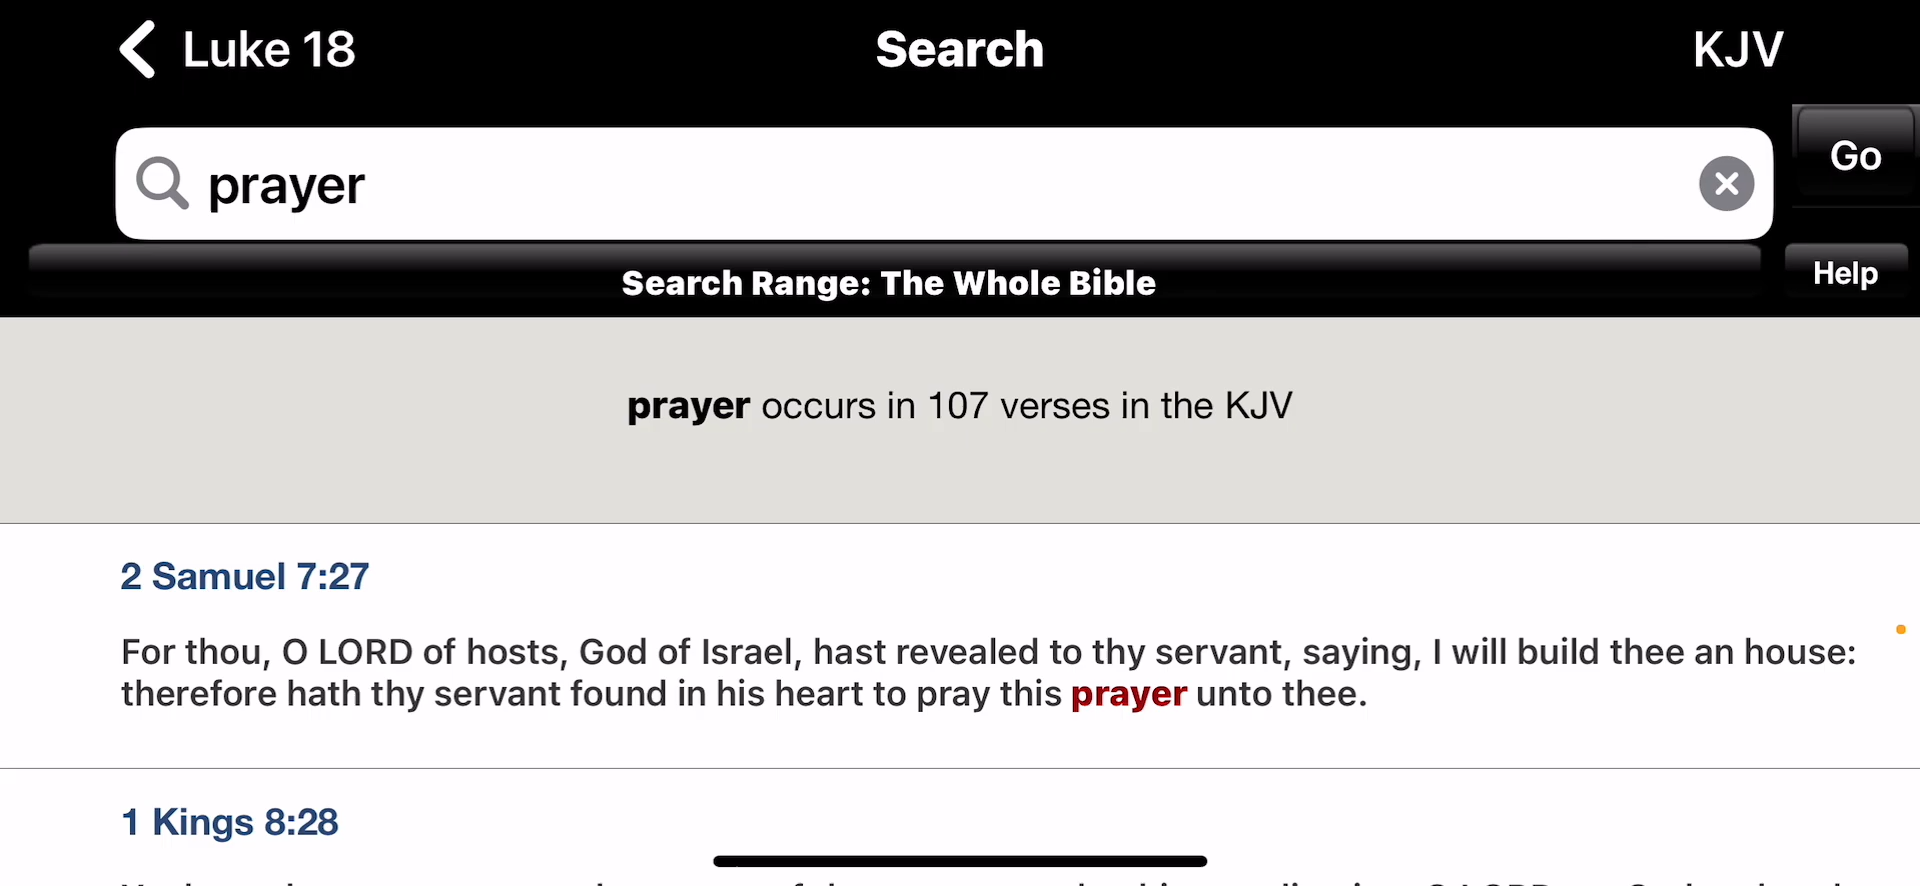 Luke 18
Search
KJV
prayer
Go
Search Range: The Whole Bible
Help
prayer occurs in 107 verses in the KJV
2 Samuel 7:27
For thou, O LORD of hosts, God of Israel, hast revealed to thy servant, saying, I will build thee an house:
therefore hath thy servant found in his heart to pray this prayer unto thee.
1 Kings 8:28